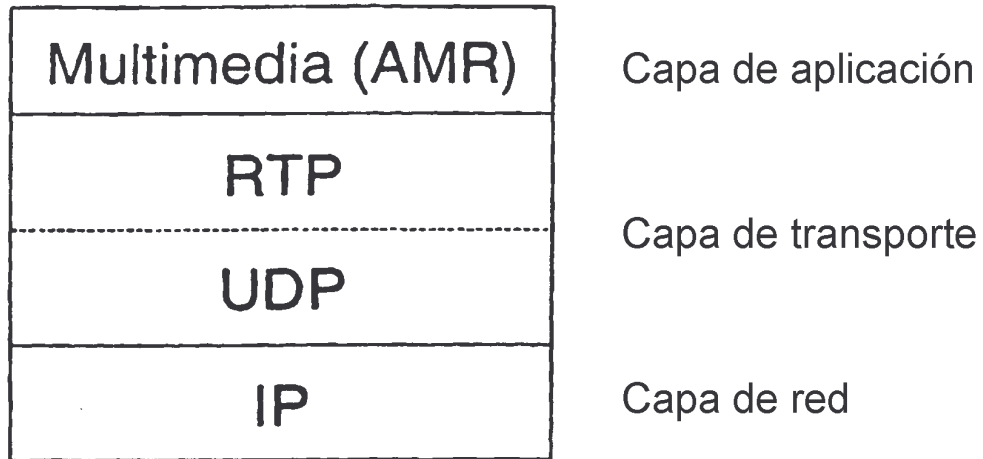 Multimedia (AMR)
Capa de aplicación
RTP
Capa de transporte
UDP
IP
Capa de red